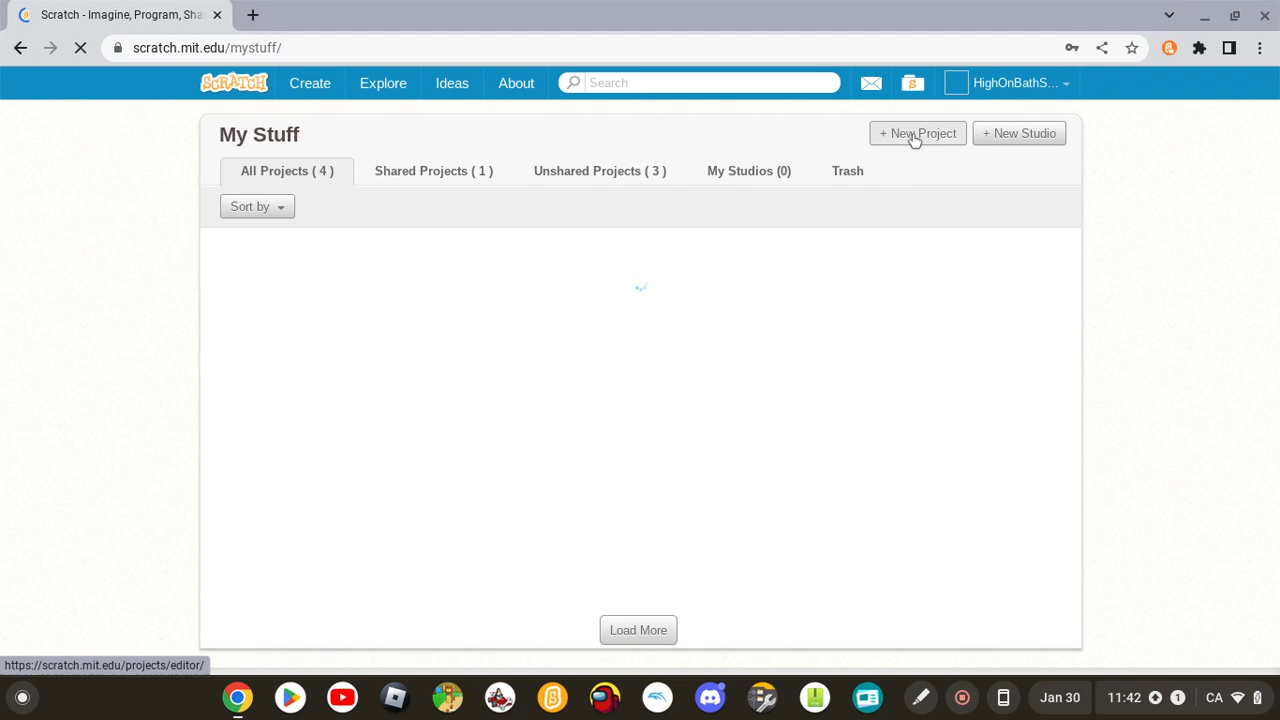 Scratch - Imagine, Program, Sha
scratch.mit.edu/mystuff/
SCRATCH Create Explore Ideas About Search HighOnBathS...
My Stuff + New Project + New Studio
All Projects ( 4 ) Shared Projects ( 1 ) Unshared Projects ( 3 ) My Studios (0) Trash
Sort by
Load More
https://scratch.mit.edu/projects/editor/
Jan 30 11:42 1 CA